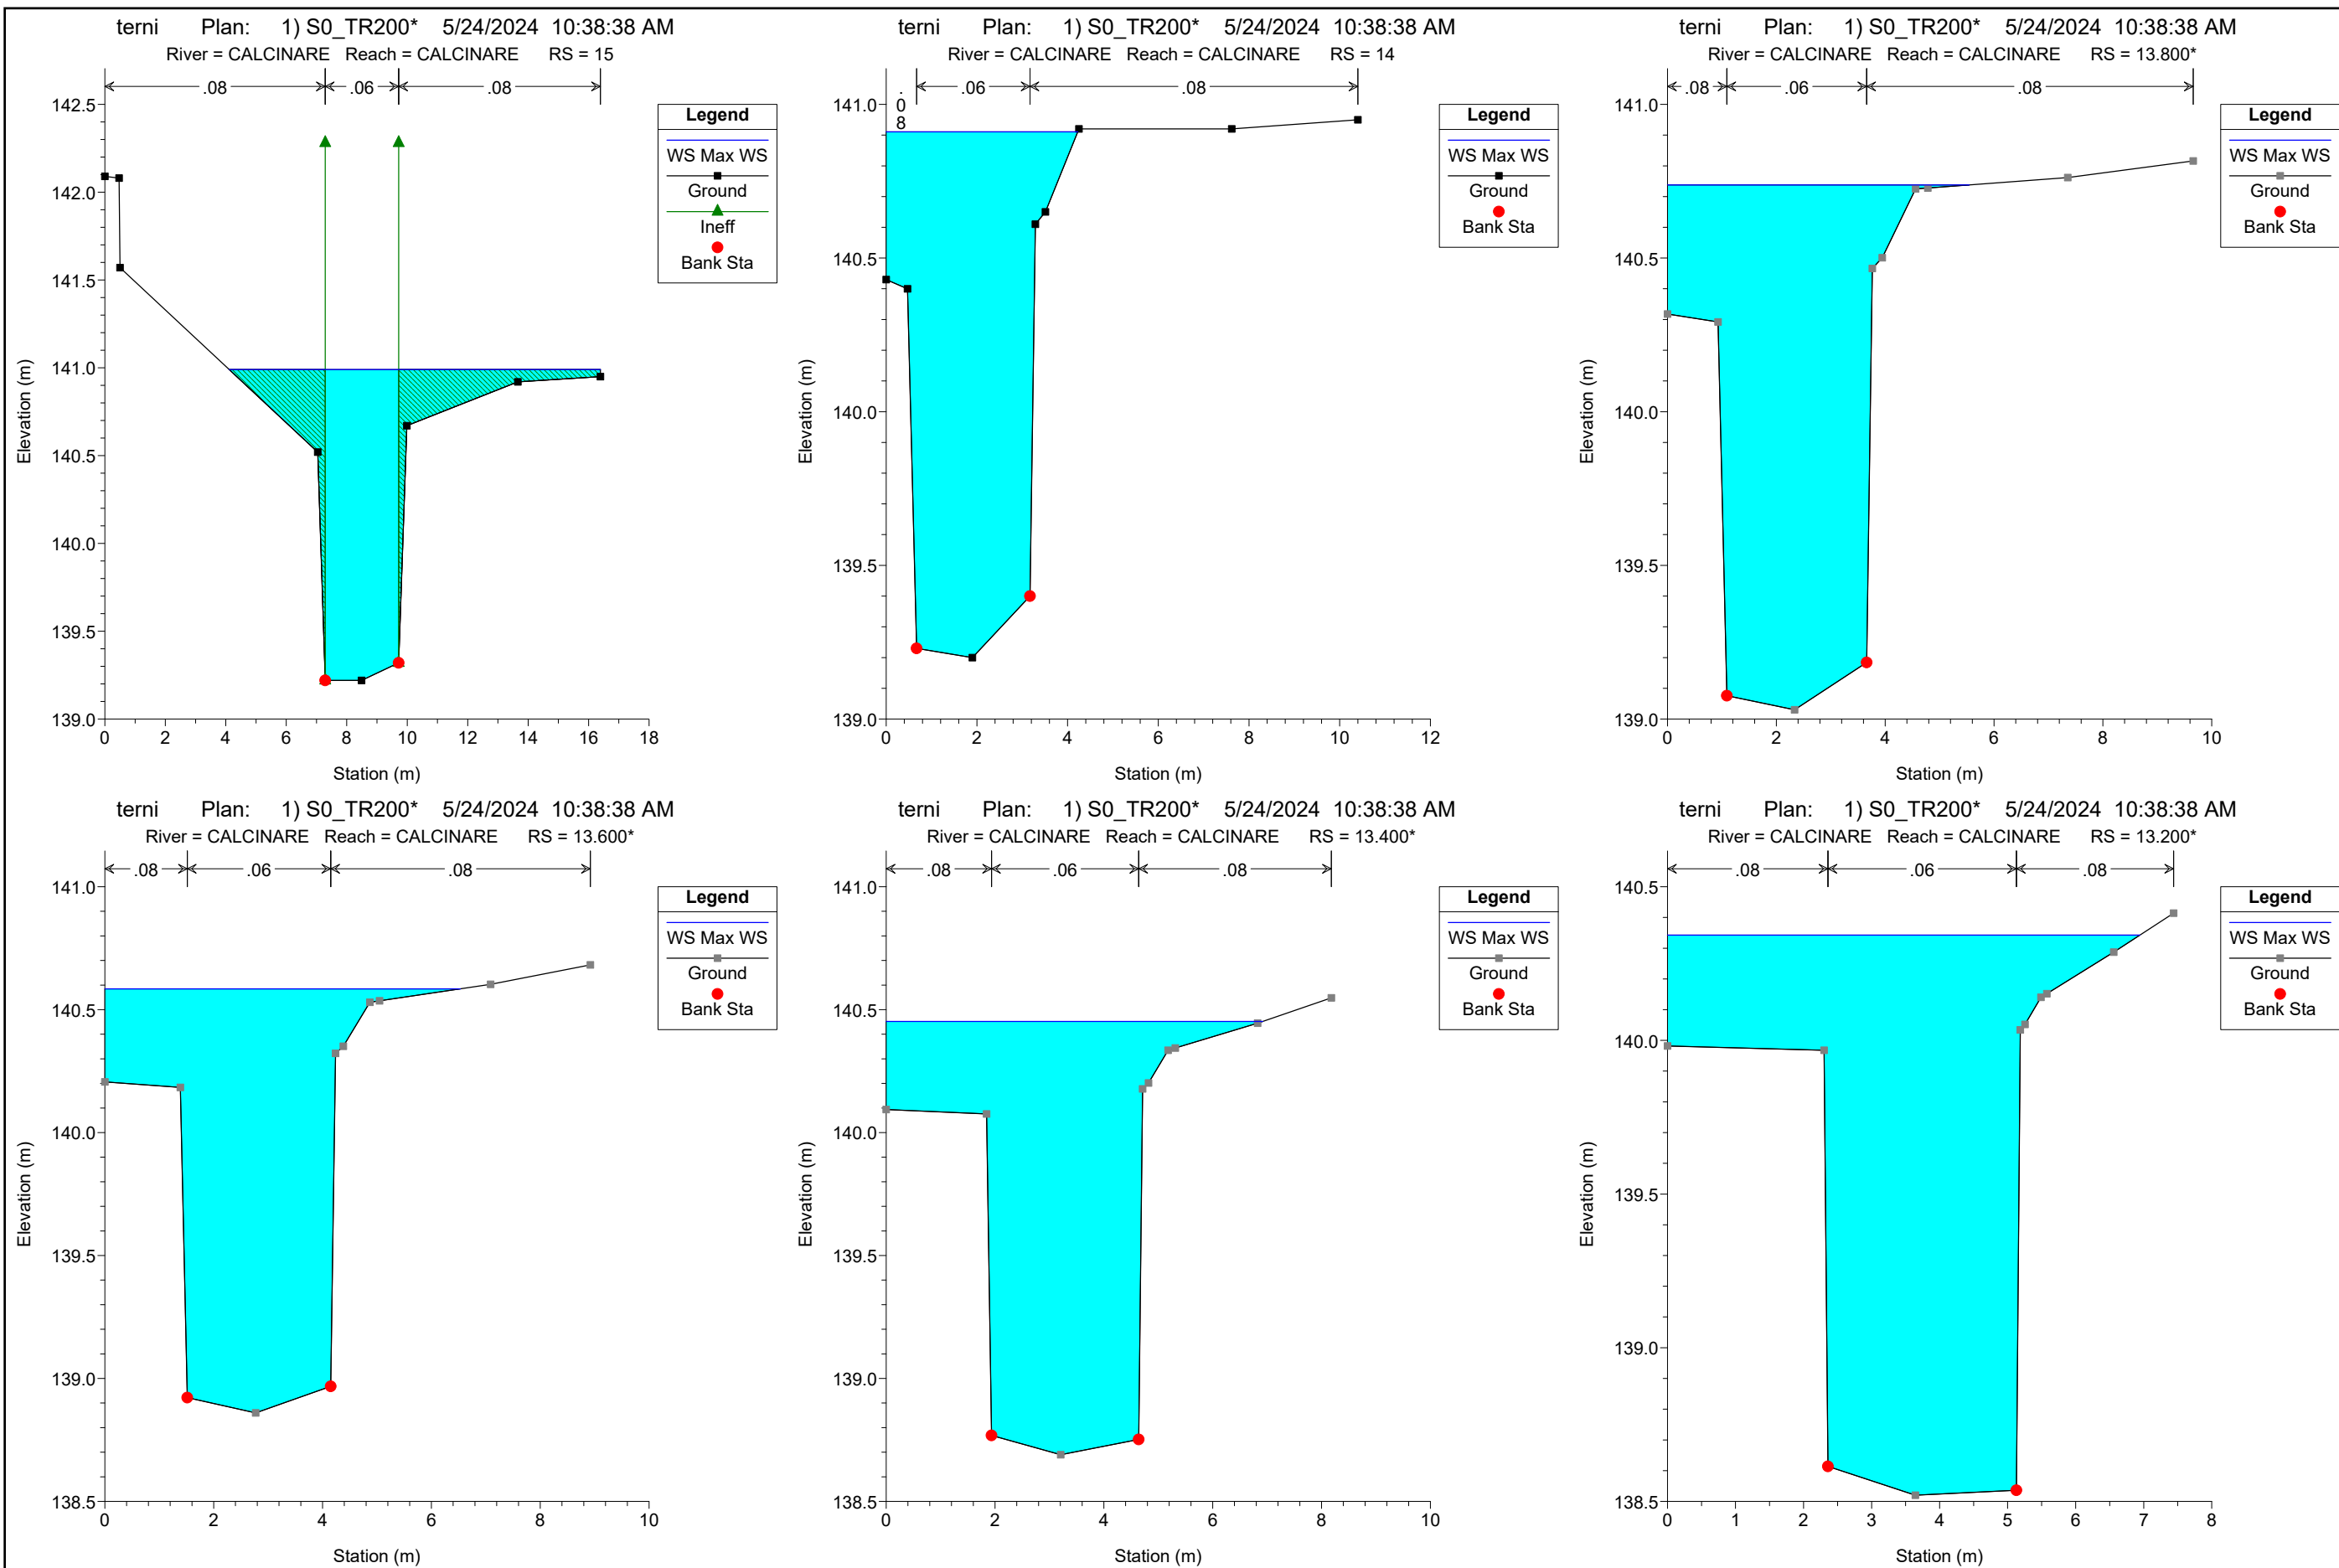 terni Plan: 1) S0_TR200* 5/24/2024 10:38:38 AM
River = CALCINARE Reach = CALCINARE RS = 15
.08 .06 .08
142.5
142.0
141.5
141.0
140.5
140.0
139.5
139.0
Elevation (m)
0 2 4 6 8 10 12 14 16 18
Station (m)
Legend
WS Max WS
Ground
Ineff
Bank Sta
terni Plan: 1) S0_TR200* 5/24/2024 10:38:38 AM
River = CALCINARE Reach = CALCINARE RS = 14
.08 .06 .08
141.0
140.5
140.0
139.5
139.0
Elevation (m)
0 2 4 6 8 10 12
Station (m)
Legend
WS Max WS
Ground
Bank Sta
terni Plan: 1) S0_TR200* 5/24/2024 10:38:38 AM
River = CALCINARE Reach = CALCINARE RS = 13.800*
.08 .06 .08
141.0
140.5
140.0
139.5
139.0
Elevation (m)
0 2 4 6 8 10
Station (m)
Legend
WS Max WS
Ground
Bank Sta
terni Plan: 1) S0_TR200* 5/24/2024 10:38:38 AM
River = CALCINARE Reach = CALCINARE RS = 13.600*
.08 .06 .08
141.0
140.5
140.0
139.5
139.0
138.5
Elevation (m)
0 2 4 6 8 10
Station (m)
Legend
WS Max WS
Ground
Bank Sta
terni Plan: 1) S0_TR200* 5/24/2024 10:38:38 AM
River = CALCINARE Reach = CALCINARE RS = 13.400*
.08 .06 .08
141.0
140.5
140.0
139.5
139.0
138.5
Elevation (m)
0 2 4 6 8 10
Station (m)
Legend
WS Max WS
Ground
Bank Sta
terni Plan: 1) S0_TR200* 5/24/2024 10:38:38 AM
River = CALCINARE Reach = CALCINARE RS = 13.200*
.08 .06 .08
140.5
140.0
139.5
139.0
138.5
Elevation (m)
0 1 2 3 4 5 6 7 8
Station (m)
Legend
WS Max WS
Ground
Bank Sta